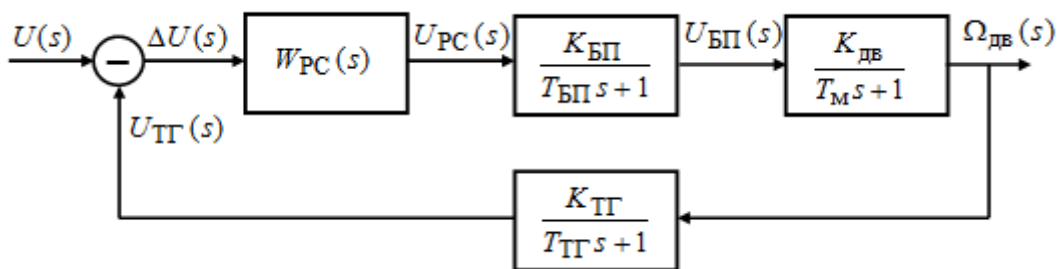 U(s)
ΔU(s)
−
W_РС(s)
U_РС(s)
K_БП
T_БП s + 1
U_БП(s)
K_дв
T_м s + 1
Ω_дв(s)
U_ТГ(s)
K_ТГ
T_ТГ s + 1